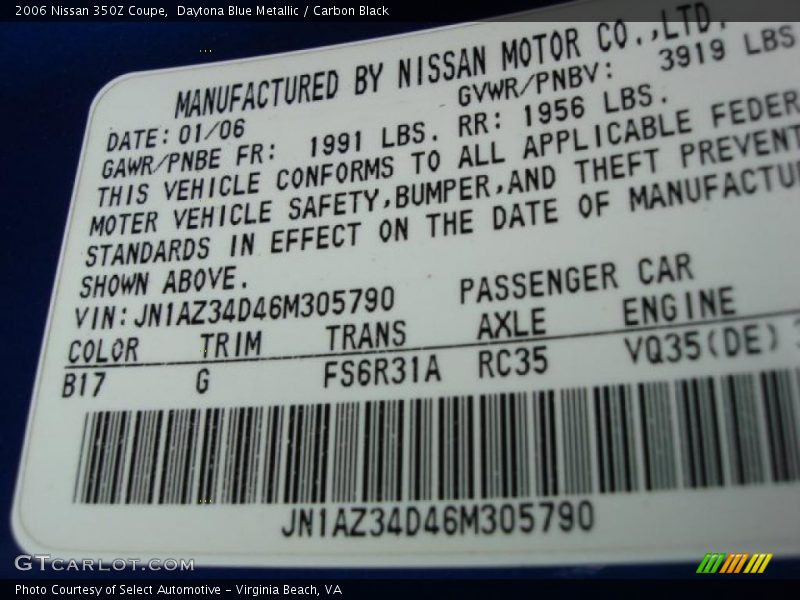 2006 Nissan 350Z Coupe,  Daytona Blue Metallic / Carbon Black
MANUFACTURED BY NISSAN MOTOR CO.,LTD.
DATE:01/06 GVWR/PNBV: 3919 LBS
GAWR/PNBE FR: 1991 LBS. RR: 1956 LBS.
THIS VEHICLE CONFORMS TO ALL APPLICABLE FEDER
MOTER VEHICLE SAFETY,BUMPER,AND THEFT PREVENT
STANDARDS IN EFFECT ON THE DATE OF MANUFACTU
SHOWN ABOVE.
VIN:JN1AZ34D46M305790 PASSENGER CAR
COLOR TRIM TRANS AXLE ENGINE
B17 G FS6R31A RC35 VQ35(DE)
JN1AZ34D46M305790
GTCARLOT.COM
Photo Courtesy of Select Automotive - Virginia Beach, VA